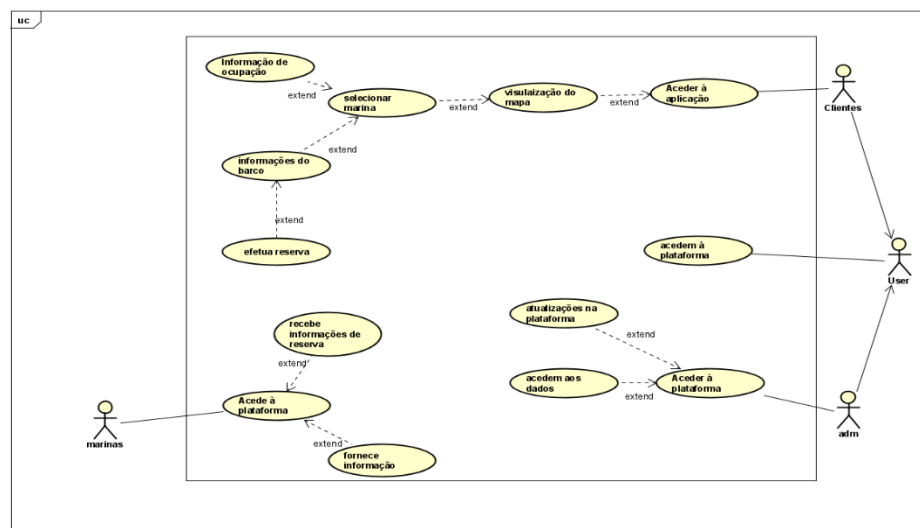 uc
Informação de
ocupação
extend
selecionar
marina
extend
visulaização do
mapa
extend
Aceder à
aplicação
Clientes
extend
informações do
barco
extend
efetua reserva
acedem à
plataforma
User
atualizações na
plataforma
extend
recebe
informações de
reserva
extend
acedem aos
dados
extend
Aceder à
plataforma
adm
Acede à
plataforma
marinas
extend
fornece
informação